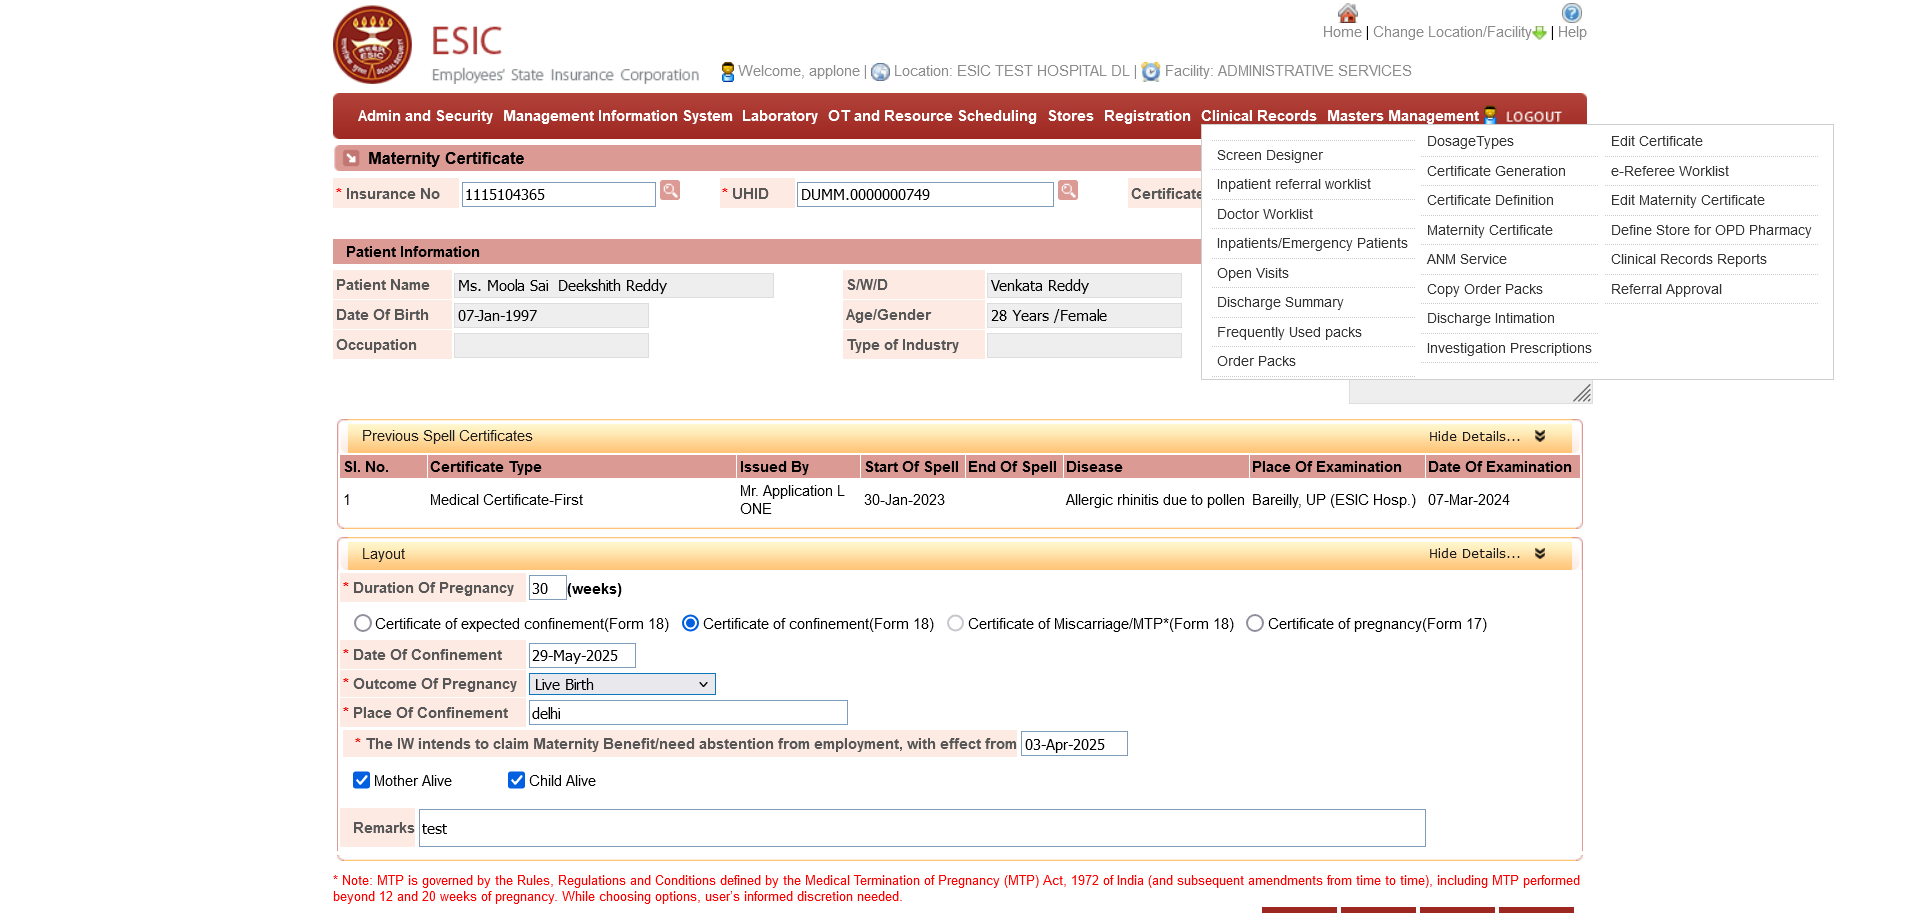 Home | Change Location/Facility | Help
ESIC
Employees' State Insurance Corporation
Welcome, applone | Location: ESIC TEST HOSPITAL DL | Facility: ADMINISTRATIVE SERVICES
Admin and Security Management Information System Laboratory OT and Resource Scheduling Stores Registration Clinical Records Masters Management LOGOUT
Screen Designer
Inpatient referral worklist
Doctor Worklist
Inpatients/Emergency Patients
Open Visits
Discharge Summary
Frequently Used packs
Order Packs
DosageTypes
Certificate Generation
Certificate Definition
Maternity Certificate
ANM Service
Copy Order Packs
Discharge Intimation
Investigation Prescriptions
Edit Certificate
e-Referee Worklist
Edit Maternity Certificate
Define Store for OPD Pharmacy
Clinical Records Reports
Referral Approval
Maternity Certificate
* Insurance No 1115104365 * UHID DUMM.0000000749 Certificate
Patient Information
Patient Name Ms. Moola Sai Deekshith Reddy S/W/D Venkata Reddy
Date Of Birth 07-Jan-1997 Age/Gender 28 Years /Female
Occupation Type of Industry
Previous Spell Certificates Hide Details...
Sl. No. Certificate Type Issued By Start Of Spell End Of Spell Disease Place Of Examination Date Of Examination
1 Medical Certificate-First Mr. Application L ONE 30-Jan-2023 Allergic rhinitis due to pollen Bareilly, UP (ESIC Hosp.) 07-Mar-2024
Layout Hide Details...
* Duration Of Pregnancy 30 (weeks)
Certificate of expected confinement(Form 18) Certificate of confinement(Form 18) Certificate of Miscarriage/MTP*(Form 18) Certificate of pregnancy(Form 17)
* Date Of Confinement 29-May-2025
* Outcome Of Pregnancy Live Birth
* Place Of Confinement delhi
* The IW intends to claim Maternity Benefit/need abstention from employment, with effect from 03-Apr-2025
Mother Alive Child Alive
Remarks test
* Note: MTP is governed by the Rules, Regulations and Conditions defined by the Medical Termination of Pregnancy (MTP) Act, 1972 of India (and subsequent amendments from time to time), including MTP performed
beyond 12 and 20 weeks of pregnancy. While choosing options, user's informed discretion needed.